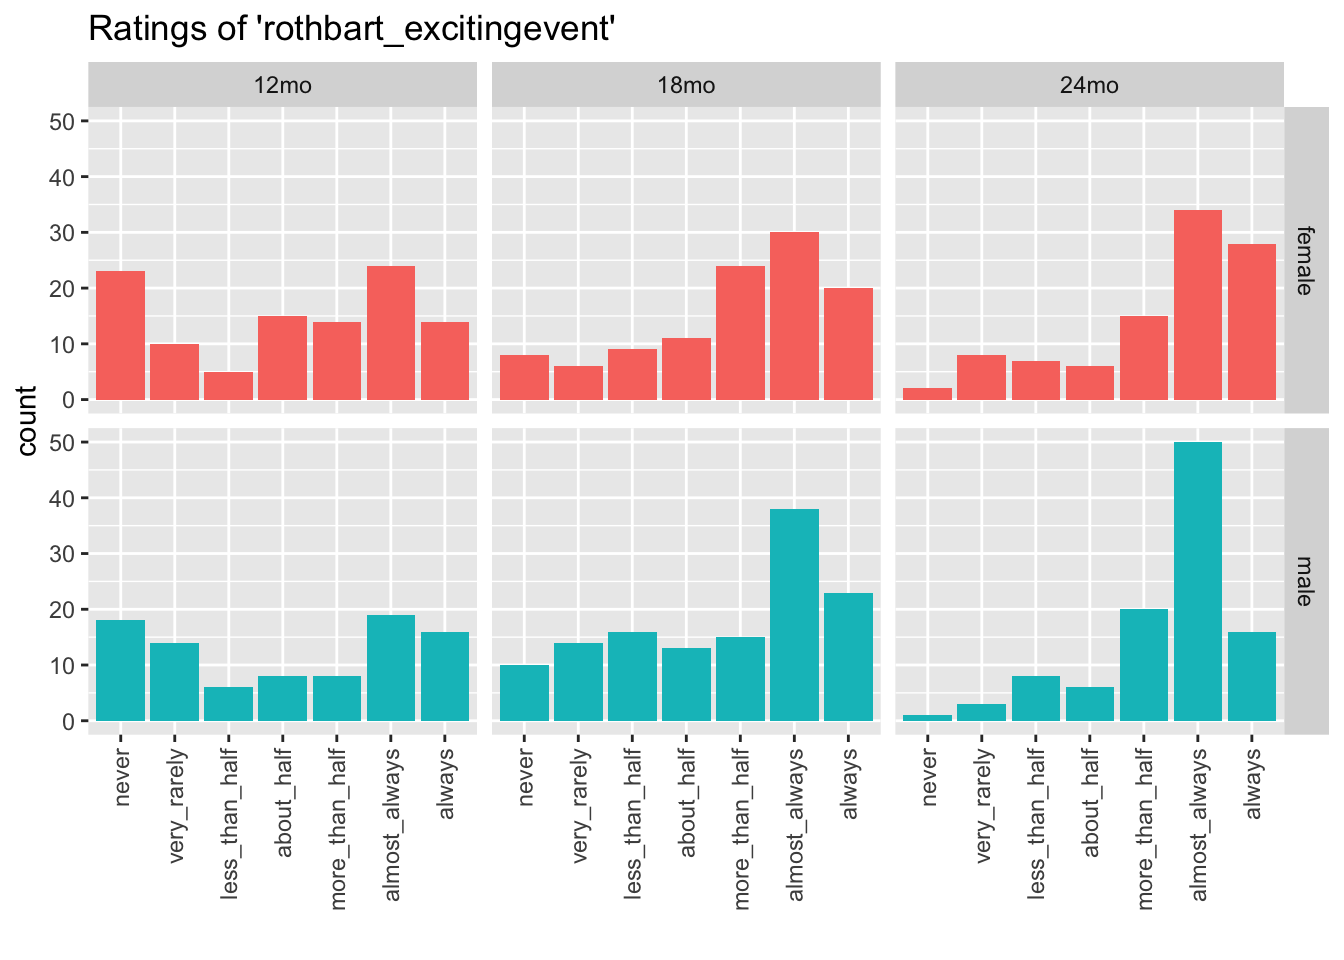 Ratings of 'rothbart_excitingevent'
12mo
18mo
24mo
50
40
30
20
10
0
female
50
40
30
20
10
0
male
count
never
very_rarely
less_than_half
about_half
more_than_half
almost_always
always
never
very_rarely
less_than_half
about_half
more_than_half
almost_always
always
never
very_rarely
less_than_half
about_half
more_than_half
almost_always
always